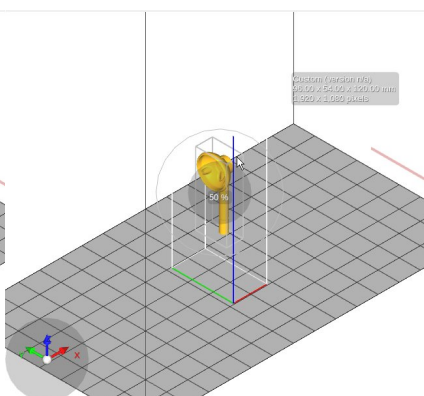 Custom (version n/a)
96.00 x 54.00 x 120.00 mm
1.920 x 1.080 pixels
50 %
X